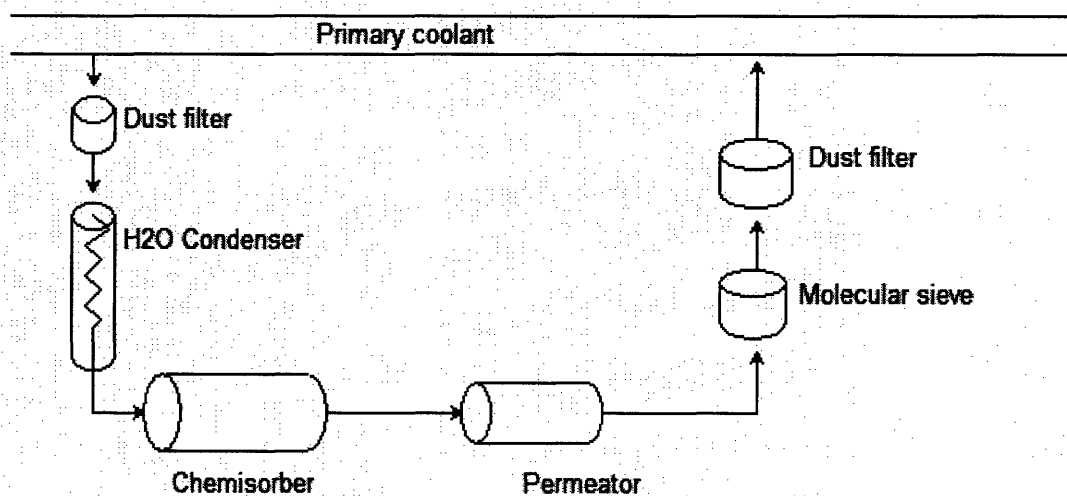 Primary coolant
Dust filter
Dust filter
H2O Condenser
Molecular sieve
Chemisorber
Permeator